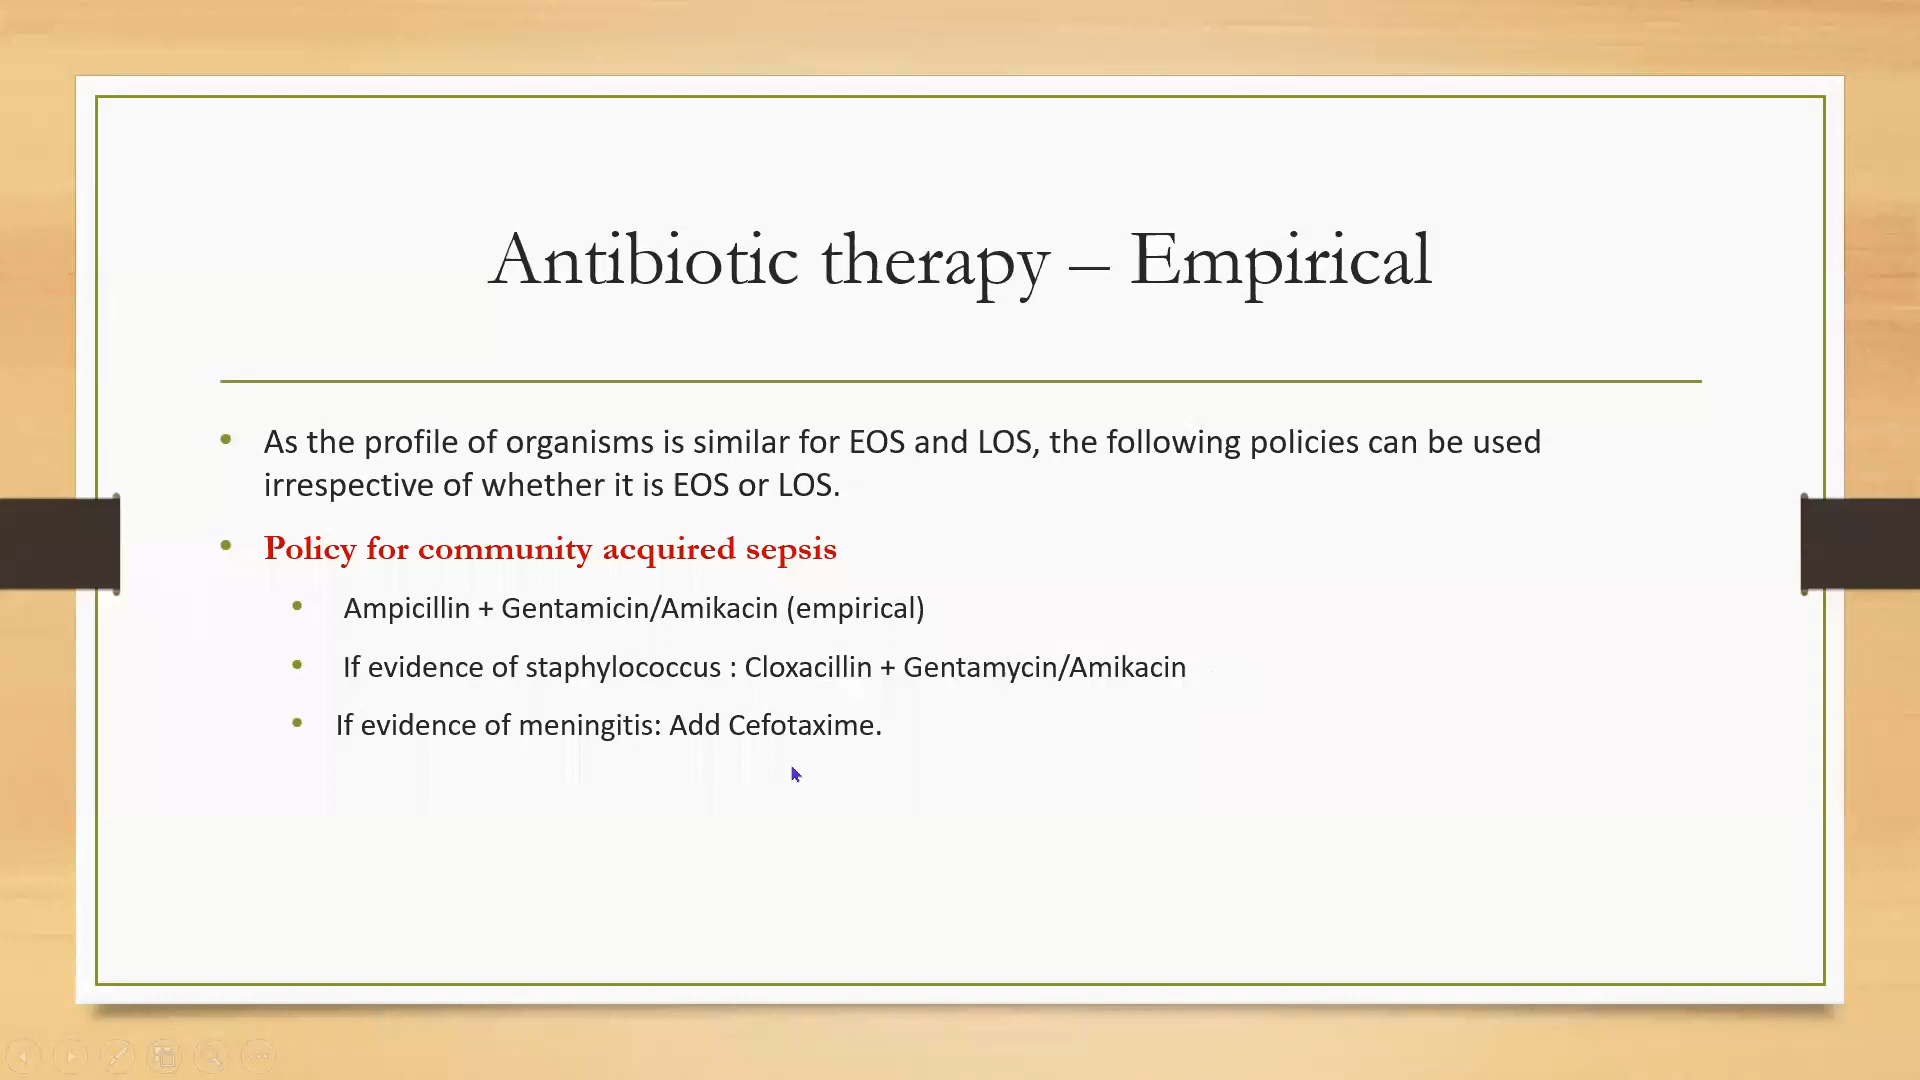 Antibiotic therapy – Empirical
As the profile of organisms is similar for EOS and LOS, the following policies can be used
irrespective of whether it is EOS or LOS.
Policy for community acquired sepsis
Ampicillin + Gentamicin/Amikacin (empirical)
If evidence of staphylococcus : Cloxacillin + Gentamycin/Amikacin
If evidence of meningitis: Add Cefotaxime.